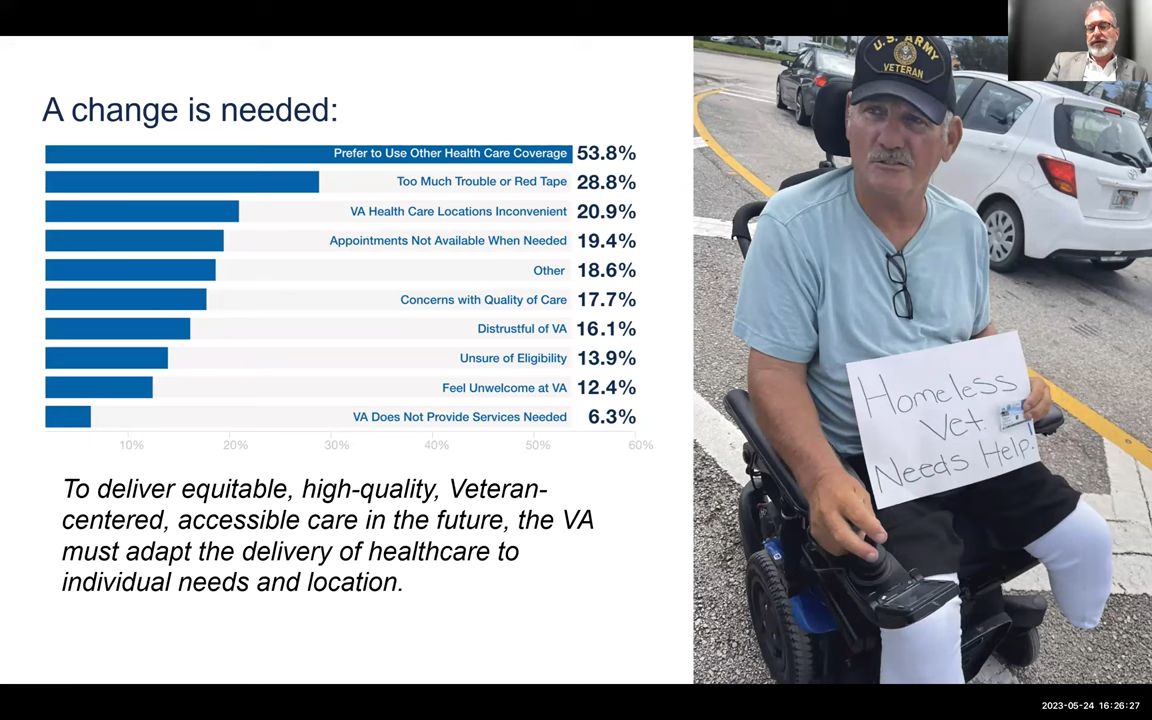 A change is needed:
Prefer to Use Other Health Care Coverage 53.8%
Too Much Trouble or Red Tape 28.8%
VA Health Care Locations Inconvenient 20.9%
Appointments Not Available When Needed 19.4%
Other 18.6%
Concerns with Quality of Care 17.7%
Distrustful of VA 16.1%
Unsure of Eligibility 13.9%
Feel Unwelcome at VA 12.4%
VA Does Not Provide Services Needed 6.3%
10% 20% 30% 40% 50% 60%
To deliver equitable, high-quality, Veteran-
centered, accessible care in the future, the VA
must adapt the delivery of healthcare to
individual needs and location.
U.S. ARMY
VETERAN
Homeless
Vet.
Needs Help!
2023-05-24 16:26:27